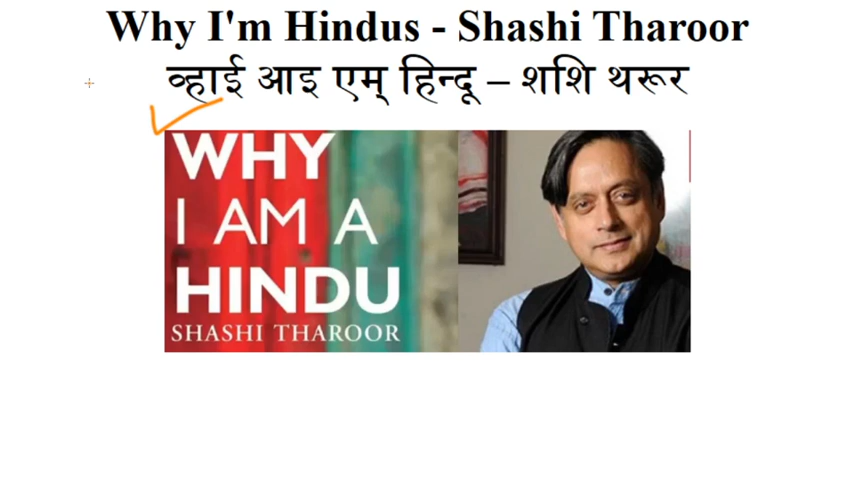 Why I'm Hindus - Shashi Tharoor
व्हाई आइ एम् हिन्दू – शशि थरूर
WHY
I AM A
HINDU
SHASHI THAROOR